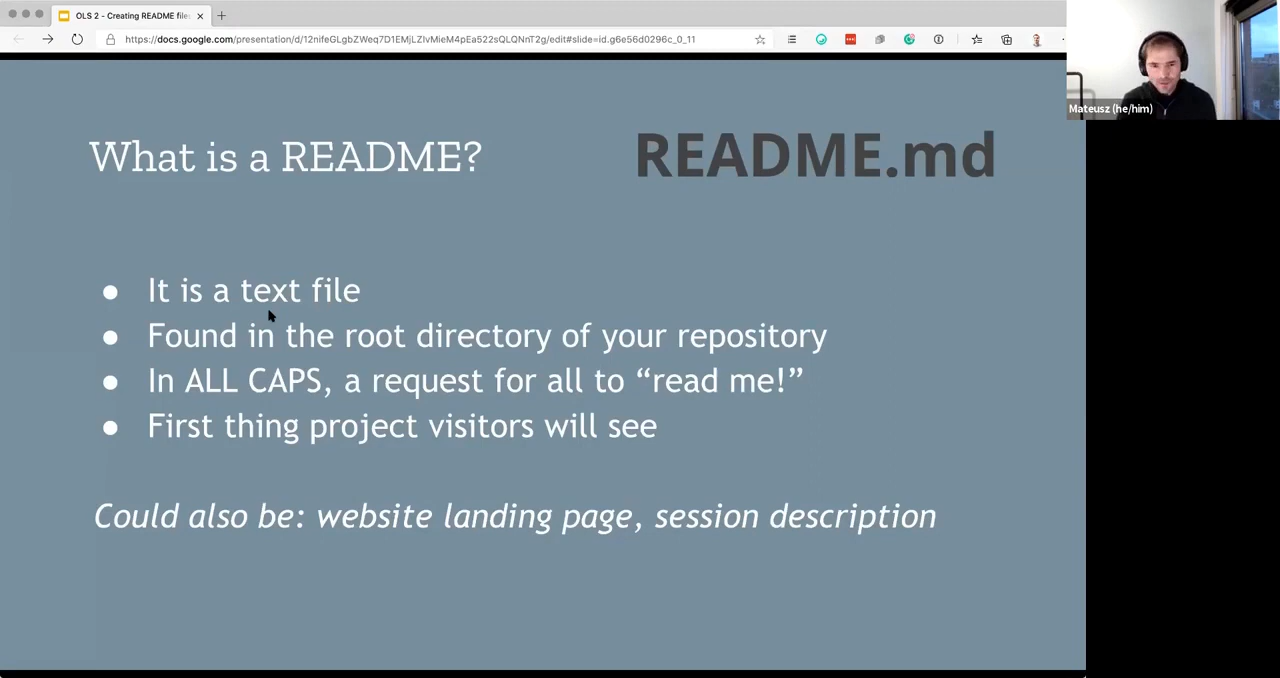 OLS 2 - Creating README file
https://docs.google.com/presentation/d/12nifeGLgbZWeq7D1EMjLZIvMieM4pEa522sQLQNnT2g/edit#slide=id.g6e56d0296c_0_11
Mateusz (he/him)
What is a README?
README.md
● It is a text file
● Found in the root directory of your repository
● In ALL CAPS, a request for all to “read me!”
● First thing project visitors will see
Could also be: website landing page, session description